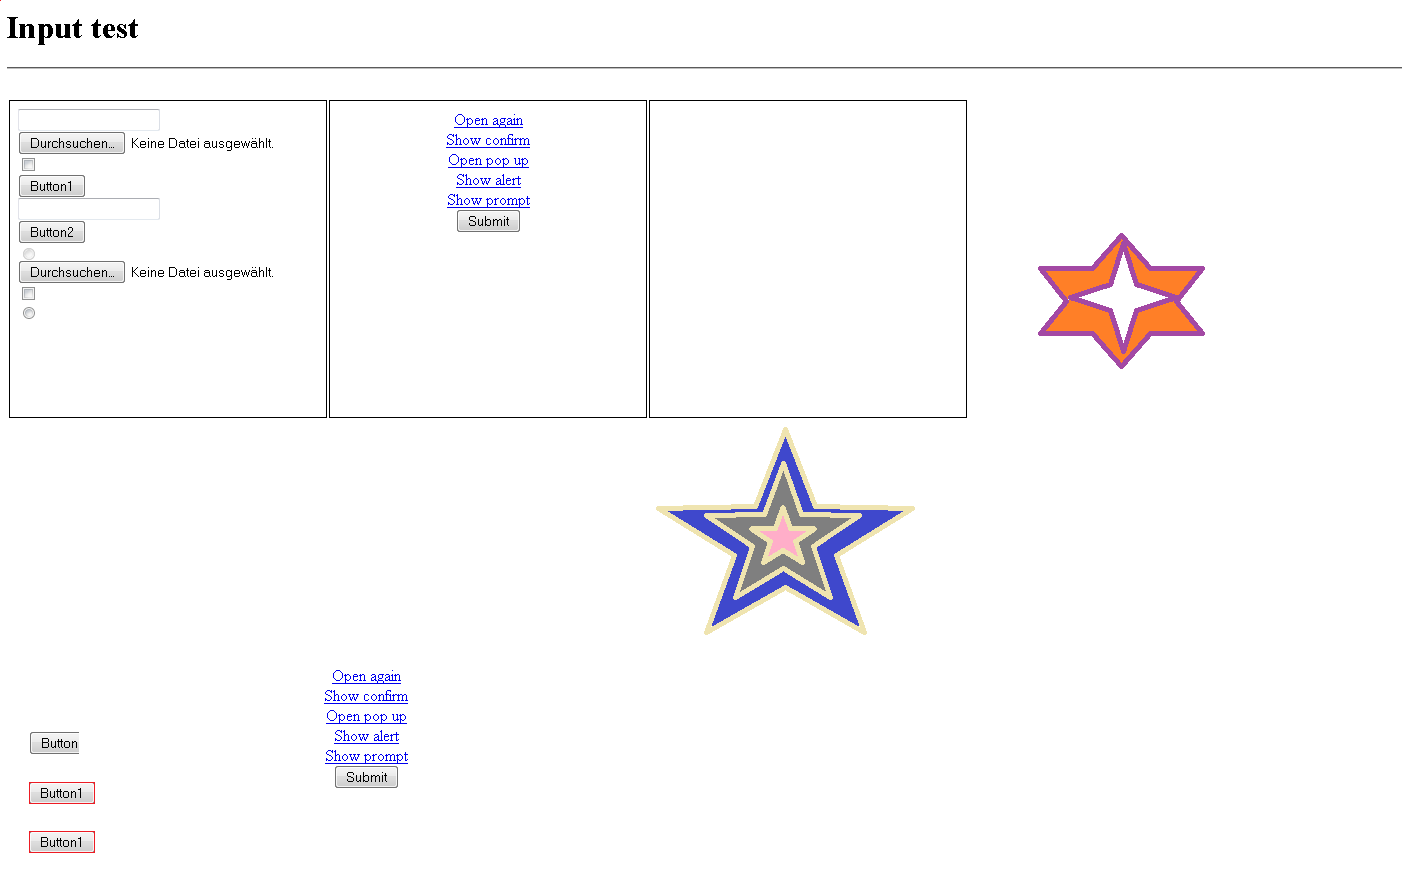 Input test
Durchsuchen... Keine Datei ausgewählt.
Button1
Button2
Durchsuchen... Keine Datei ausgewählt.
Open again
Show confirm
Open pop up
Show alert
Show prompt
Submit
Open again
Show confirm
Open pop up
Show alert
Show prompt
Submit
Button
Button1
Button1